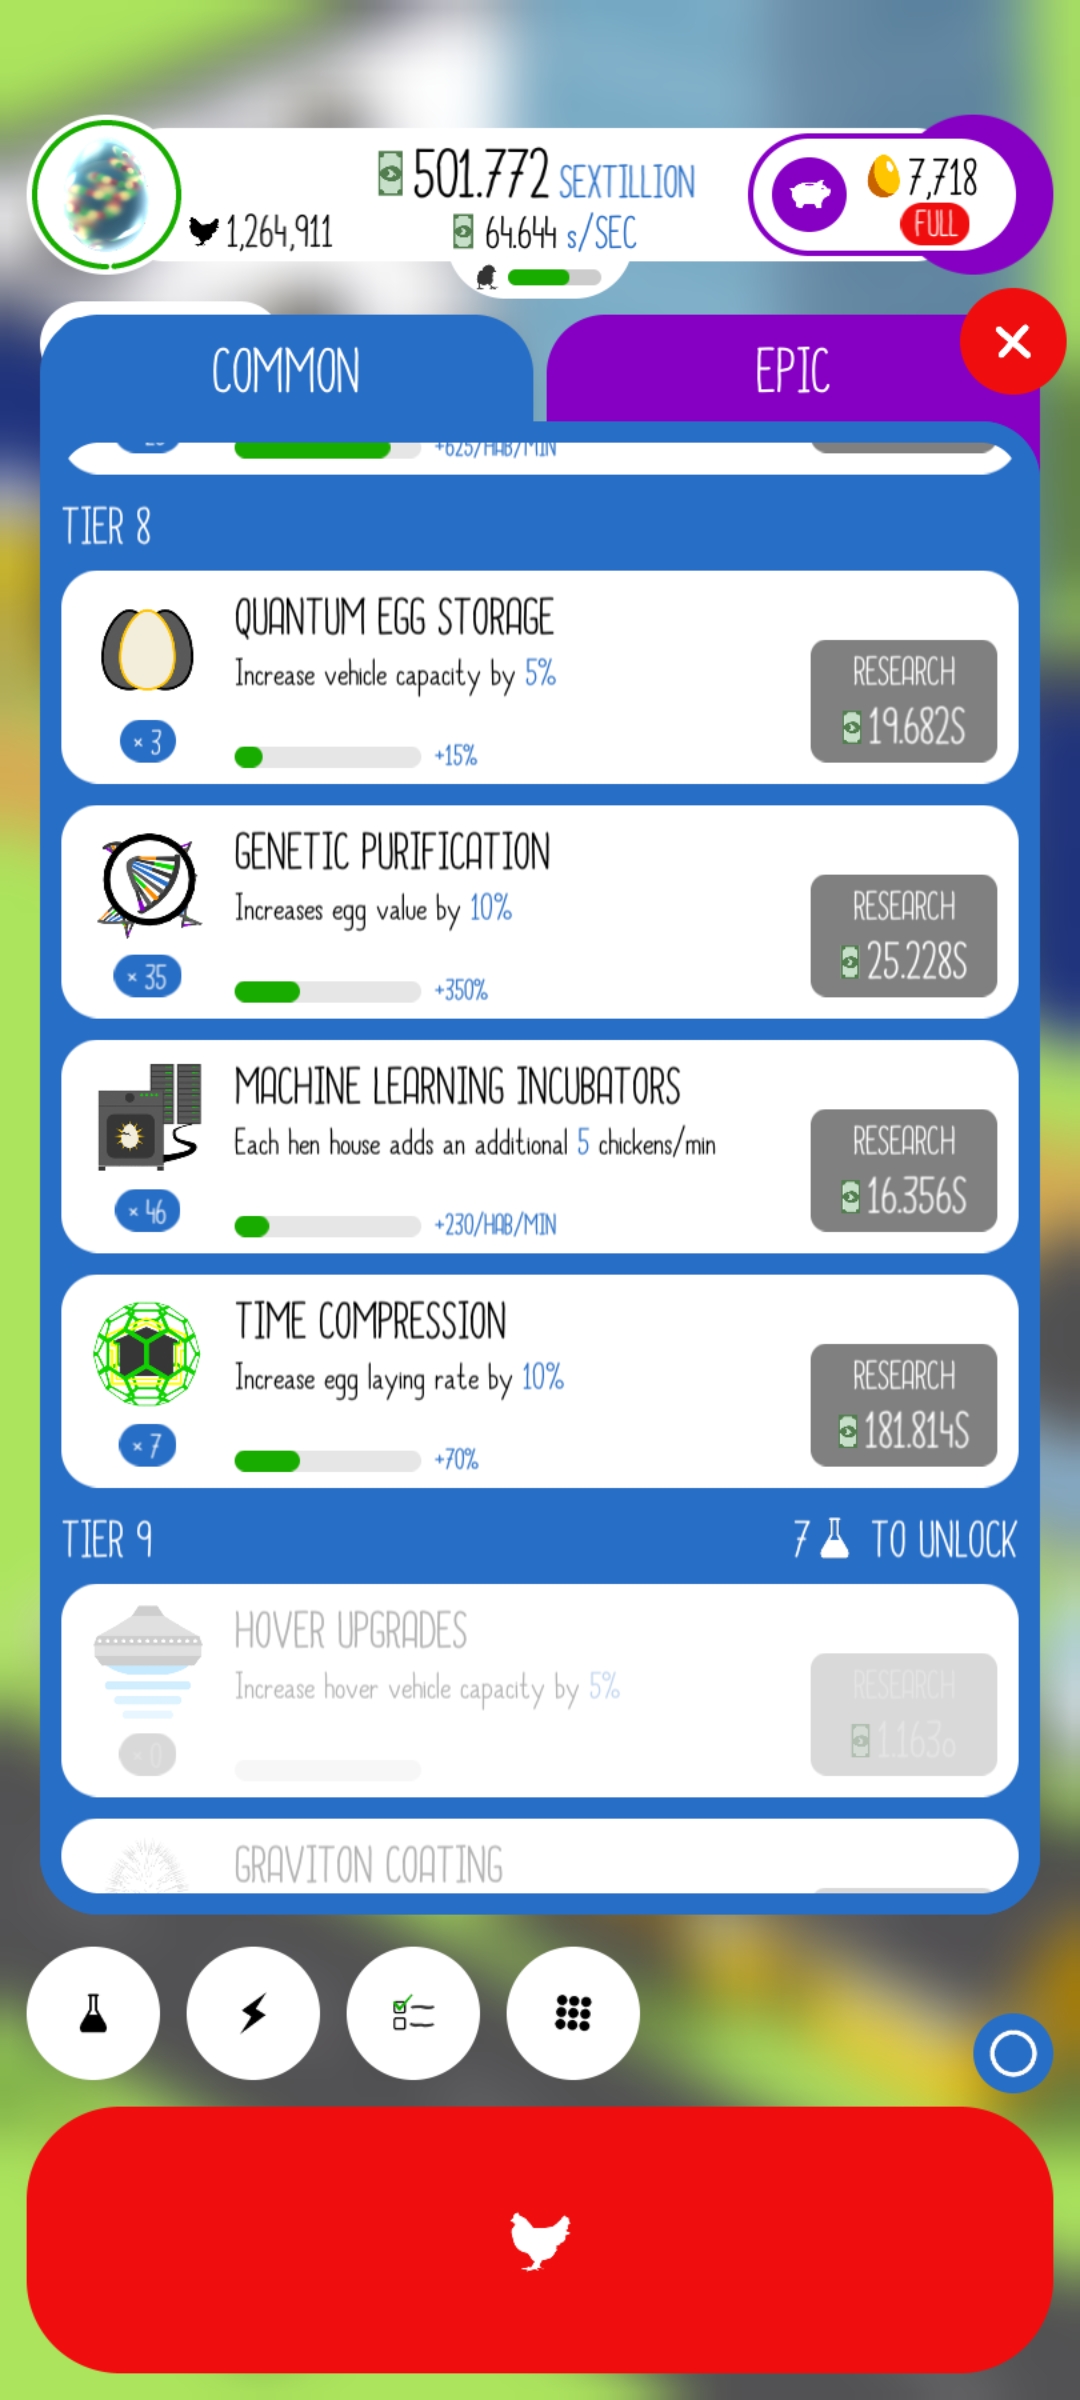 501.772 SEXTILLION
7,718
1,264,911
64.644 s/SEC
FULL
COMMON
EPIC
+625/HAB/MIN
TIER 8
QUANTUM EGG STORAGE
Increase vehicle capacity by 5%
RESEARCH
19.682S
× 3
+15%
GENETIC PURIFICATION
Increases egg value by 10%
RESEARCH
25.228S
× 35
+350%
MACHINE LEARNING INCUBATORS
Each hen house adds an additional 5 chickens/min
RESEARCH
16.356S
× 46
+230/HAB/MIN
TIME COMPRESSION
Increase egg laying rate by 10%
RESEARCH
181.814S
× 7
+70%
TIER 9
7 TO UNLOCK
HOVER UPGRADES
Increase hover vehicle capacity by 5%
RESEARCH
1.163o
× 0
GRAVITON COATING